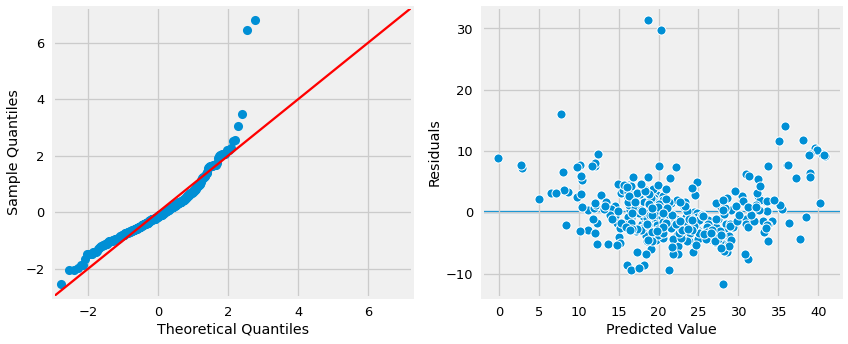 6
4
2
0
−2
Sample Quantiles
−2 0 2 4 6
Theoretical Quantiles
30
20
10
0
−10
Residuals
0 5 10 15 20 25 30 35 40
Predicted Value